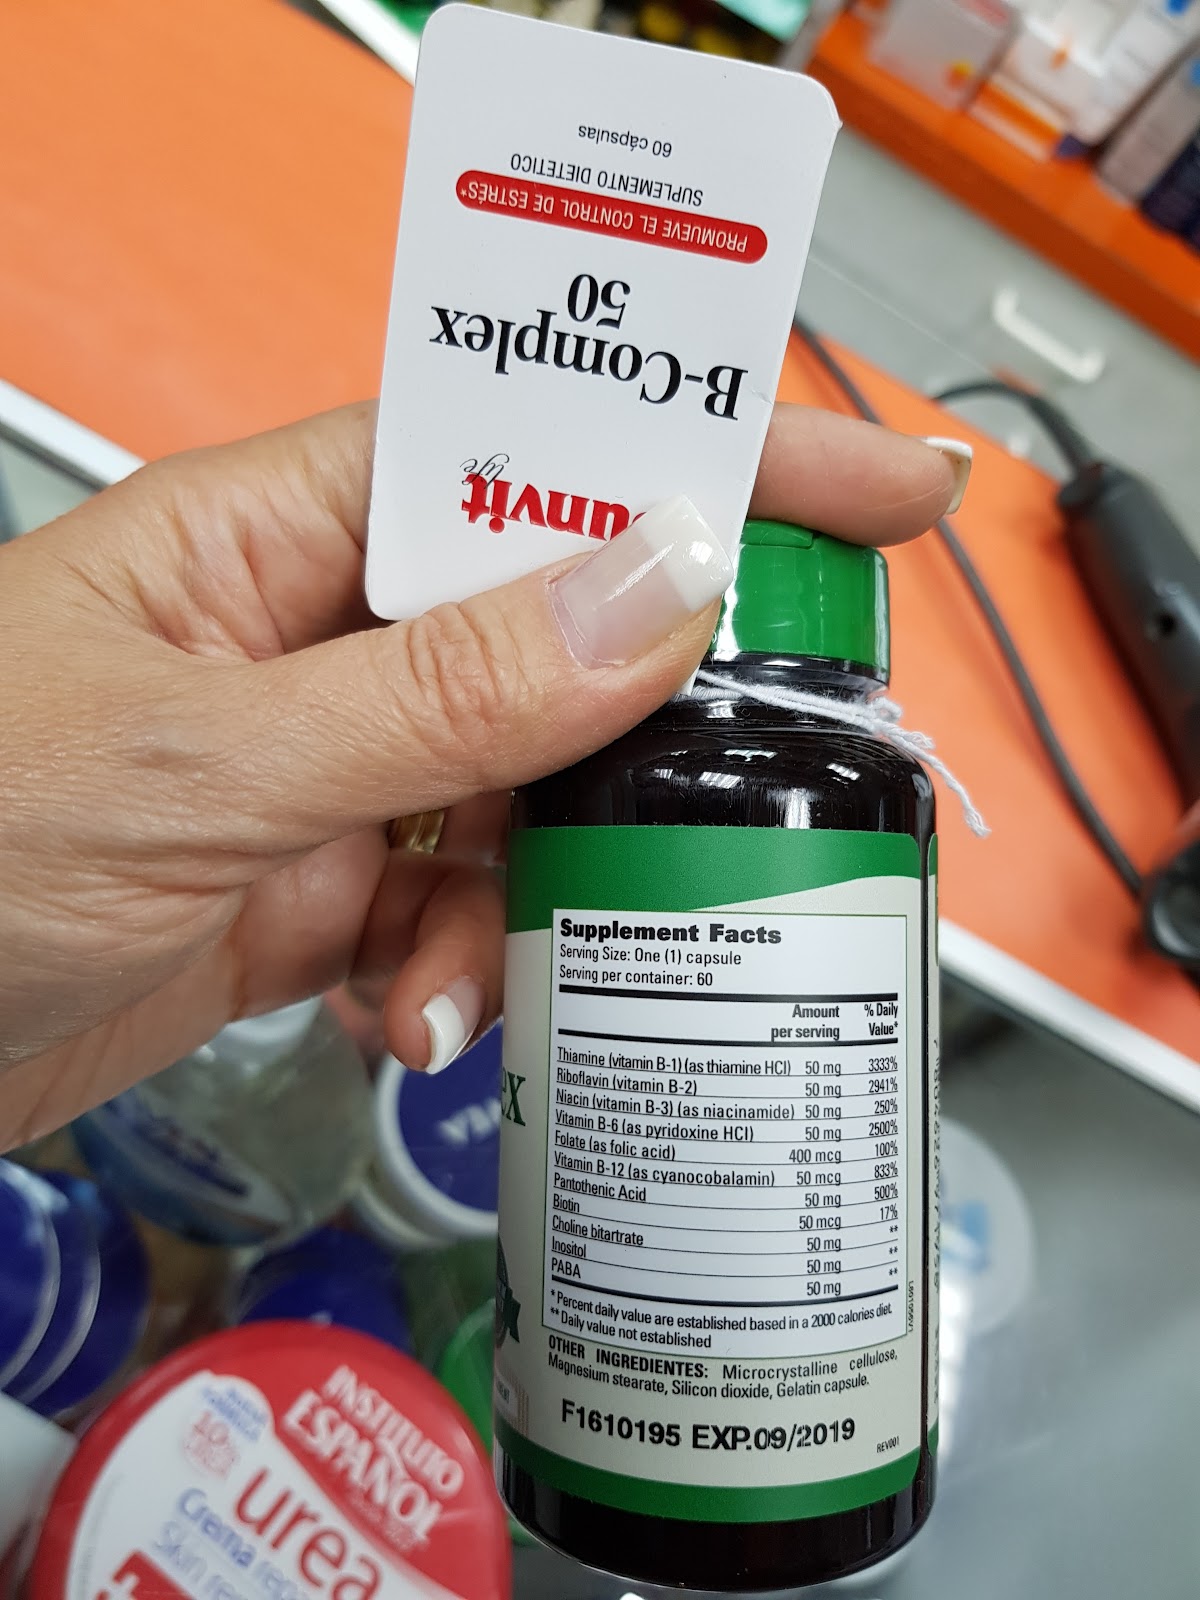 unvit
life
B-Complex
50
PROMUEVE EL CONTROL DE ESTRÉS*
SUPLEMENTO DIETETICO
60 cápsulas
Supplement Facts
Serving Size: One (1) capsule
Serving per container: 60
Amount per serving % Daily Value*
Thiamine (vitamin B-1) (as thiamine HCl) 50 mg 3333%
Riboflavin (vitamin B-2) 50 mg 2941%
Niacin (vitamin B-3) (as niacinamide) 50 mg 250%
Vitamin B-6 (as pyridoxine HCl) 50 mg 2500%
Folate (as folic acid) 400 mcg 100%
Vitamin B-12 (as cyanocobalamin) 50 mcg 833%
Pantothenic Acid 50 mg 500%
Biotin 50 mcg 17%
Choline bitartrate 50 mg **
Inositol 50 mg **
PABA 50 mg **
* Percent daily value are established based in a 2000 calories diet.
** Daily value not established
OTHER INGREDIENTES: Microcrystalline cellulose,
Magnesium stearate, Silicon dioxide, Gelatin capsule.
F1610195 EXP.09/2019
REV001
ex
INSTITUTO
ESPAÑOL
urea
Crema
Skin